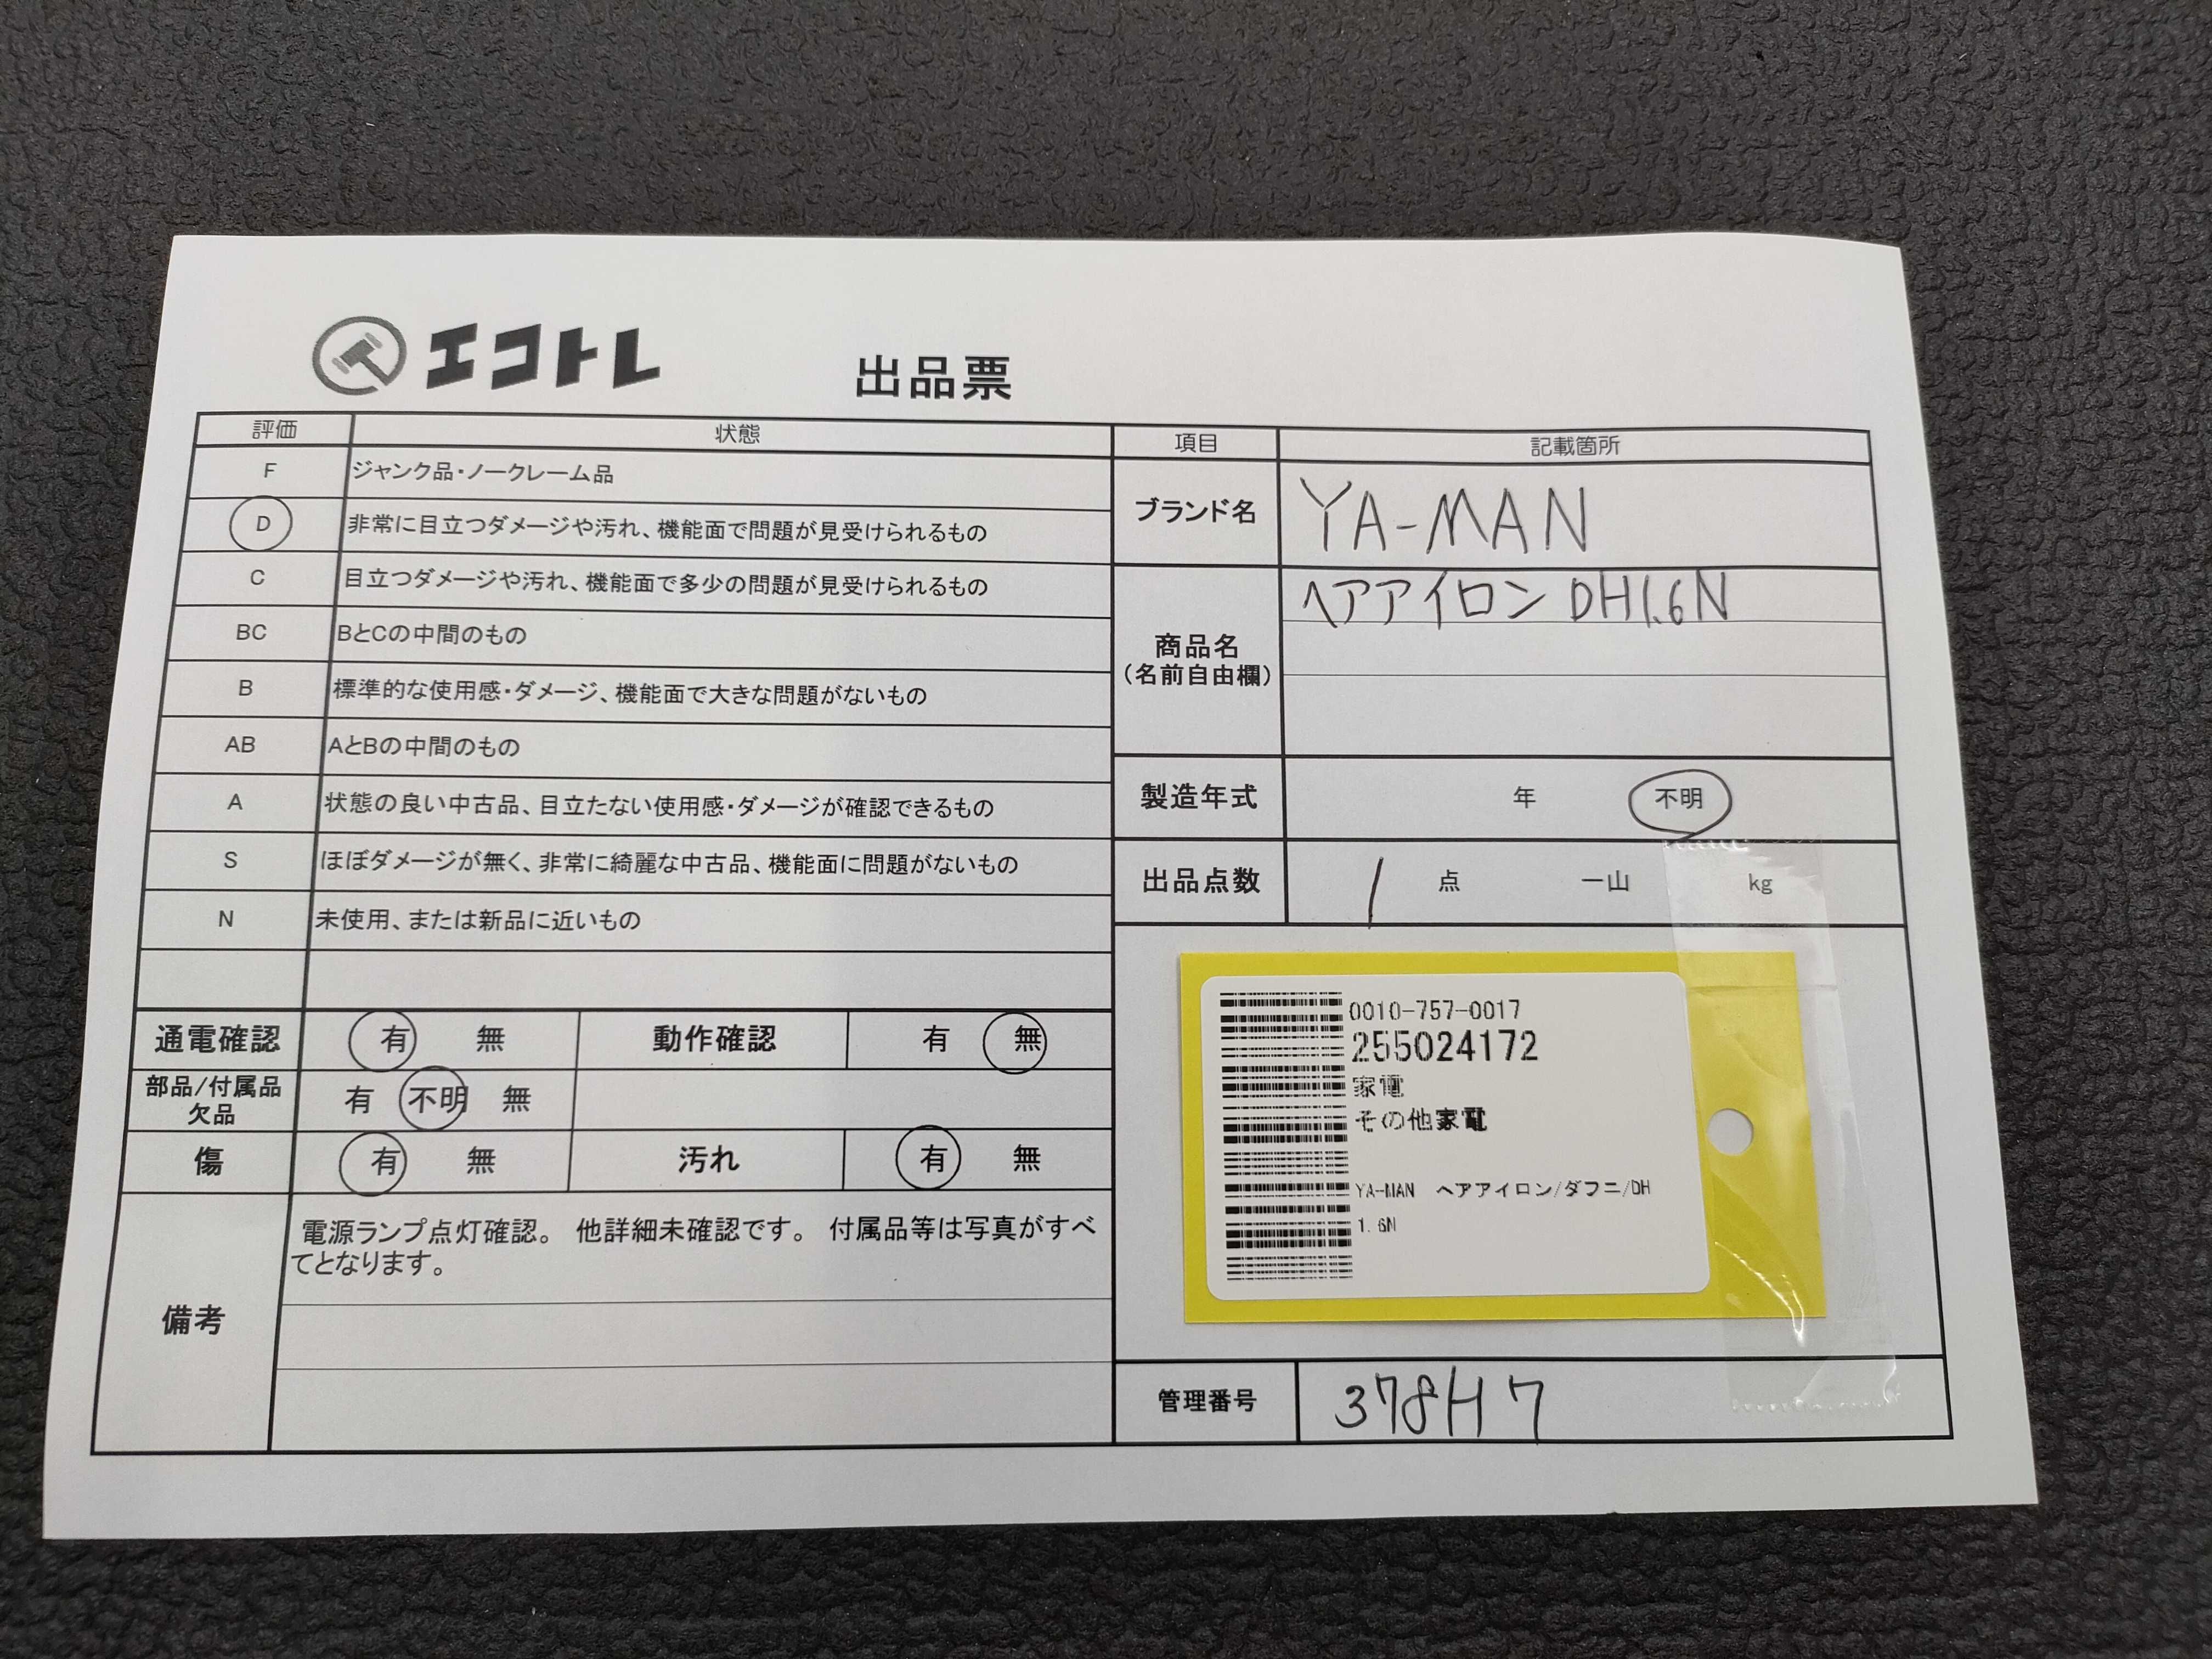 エコトレ
出品票
評価 状態
F ジャンク品・ノークレーム品
D 非常に目立つダメージや汚れ、機能面で問題が見受けられるもの
C 目立つダメージや汚れ、機能面で多少の問題が見受けられるもの
BC BとCの中間のもの
B 標準的な使用感・ダメージ、機能面で大きな問題がないもの
AB AとBの中間のもの
A 状態の良い中古品、目立たない使用感・ダメージが確認できるもの
S ほぼダメージが無く、非常に綺麗な中古品、機能面に問題がないもの
N 未使用、または新品に近いもの
通電確認 有 無 動作確認 有 無
部品/付属品
欠品
有 不明 無
傷 有 無 汚れ 有 無
備考
電源ランプ点灯確認。 他詳細未確認です。 付属品等は写真がすべ
てとなります。
項目 記載箇所
ブランド名 YA-MAN
商品名
(名前自由欄)
ヘアアイロン DH1.6N
製造年式 年 不明
出品点数 1 点 一山 kg
0010-757-0017
255024172
家電
その他家電
YA-MAN ヘアアイロン/ダフニ/DH
1.6N
管理番号 378H7